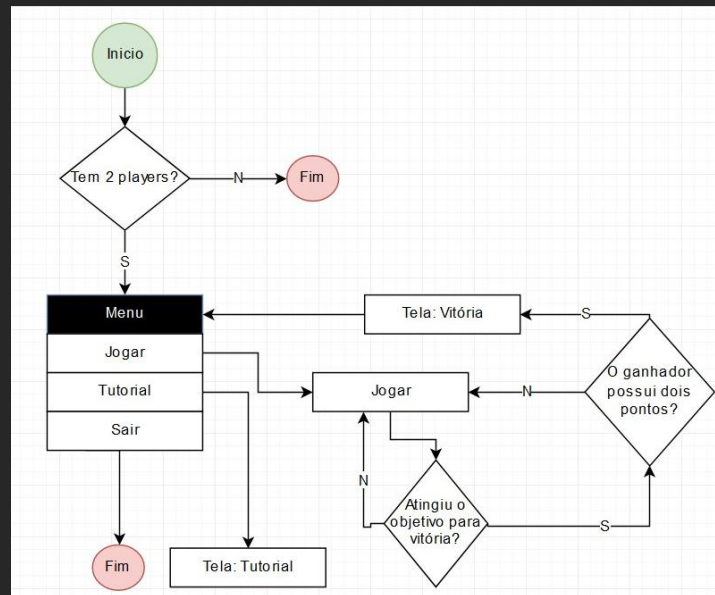 Inicio
Tem 2 players?
N
Fim
S
Menu
Jogar
Tutorial
Sair
Fim
Tela: Tutorial
Jogar
Atingiu o
objetivo para
vitória?
N
S
O ganhador
possui dois
pontos?
N
S
Tela: Vitória